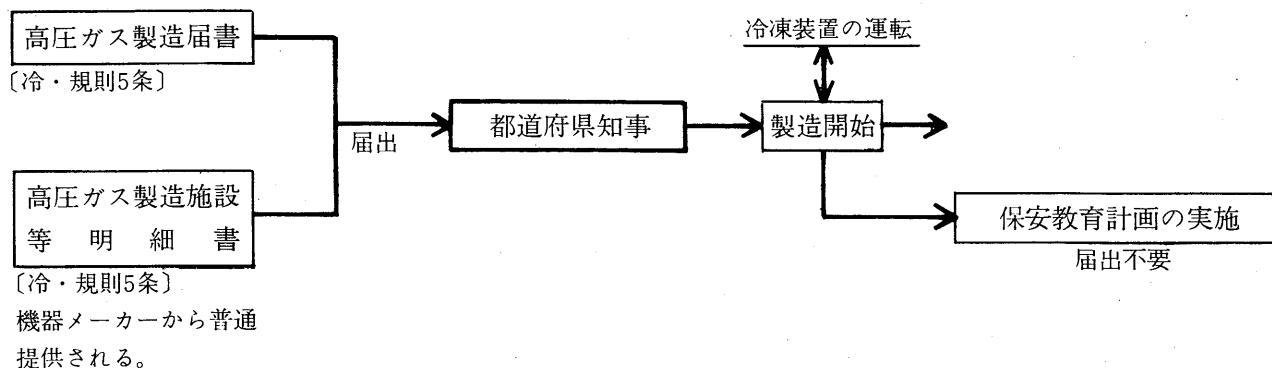 高圧ガス製造届書
〔冷・規則5条〕
高圧ガス製造施設
等明細書
〔冷・規則5条〕
機器メーカーから普通
提供される。
届出
都道府県知事
冷凍装置の運転
製造開始
保安教育計画の実施
届出不要